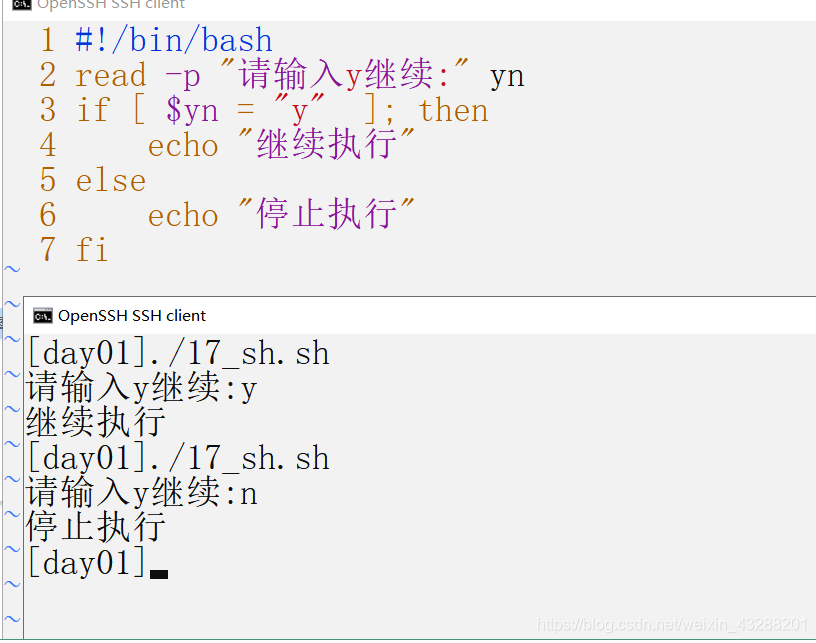 OpenSSH SSH client
1 #!/bin/bash
2 read -p "请输入y继续:" yn
3 if [ $yn = "y"  ]; then
4     echo "继续执行"
5 else
6     echo "停止执行"
7 fi
~
~
OpenSSH SSH client
~
[day01]./17_sh.sh
~
请输入y继续:y
~
继续执行
~
[day01]./17_sh.sh
~
请输入y继续:n
~
停止执行
~
[day01]
~
~
https://blog.csdn.net/weixin_43288201